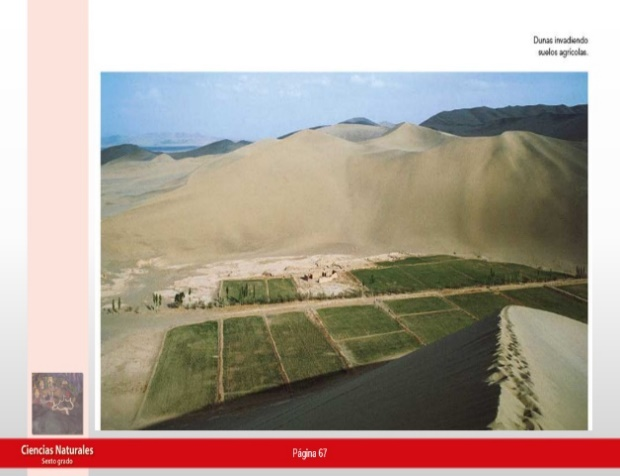 Dunas invadiendo
suelos agrícolas.
Ciencias Naturales
Sexto grado
Página 67